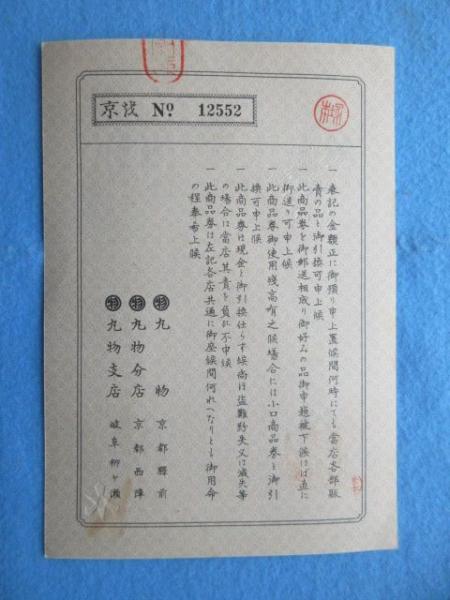 京伐 No. 12552
一 表記の金額正に御預り申上置候間何時にても當店各部販
賣の品と御引換可申上候
一 此商品券を御郵送相成り御好みの品御申越被下候はば直に
御送り可申上候
一 此商品券御使用残高有之候場合には小口商品券と御引
換可申上候
一 此商品券は現金と御引換仕らず候尚ほ盗難紛失又は滅失等
の場合は當店其責を負ひ不申候
一 此商品券は左記各店共通に御座候間何れへなりとも御用命
の程奉希上候
物 丸物 京都驛前
物 丸物分店 京都西陣
物 丸物支店 岐阜柳ヶ瀬